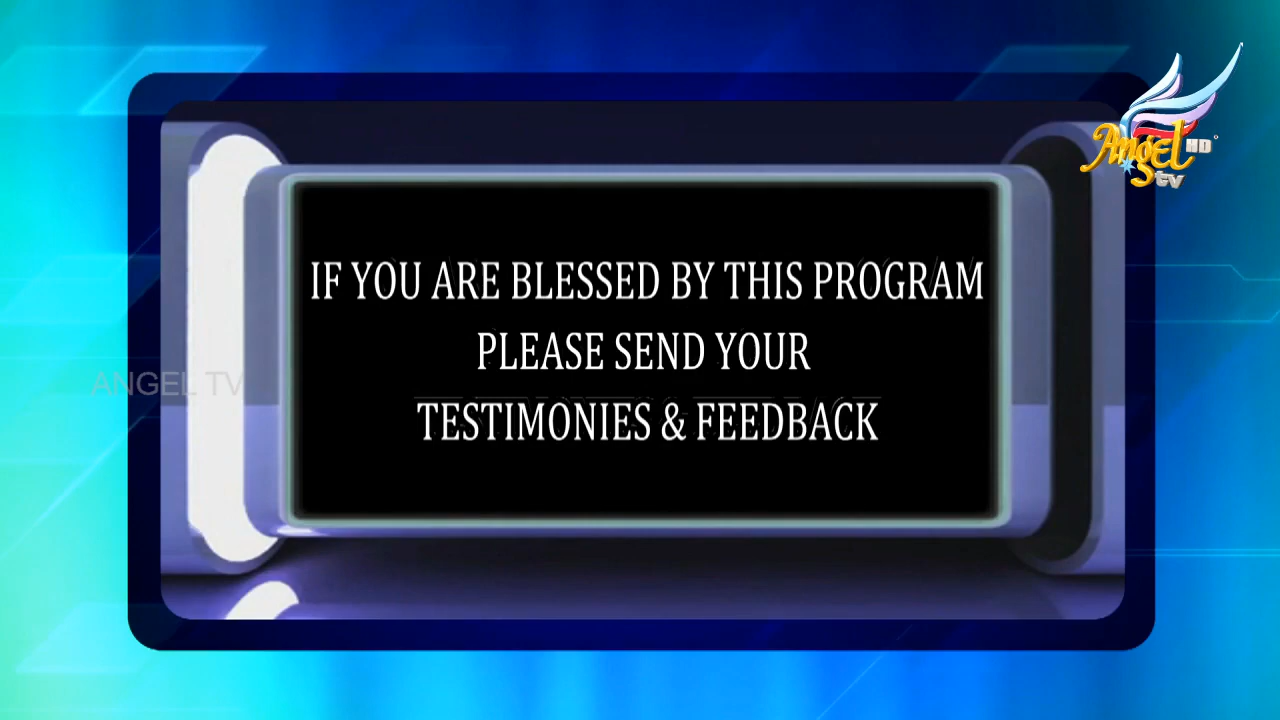 Angel HD
tv
IF YOU ARE BLESSED BY THIS PROGRAM
PLEASE SEND YOUR
TESTIMONIES & FEEDBACK
ANGEL TV